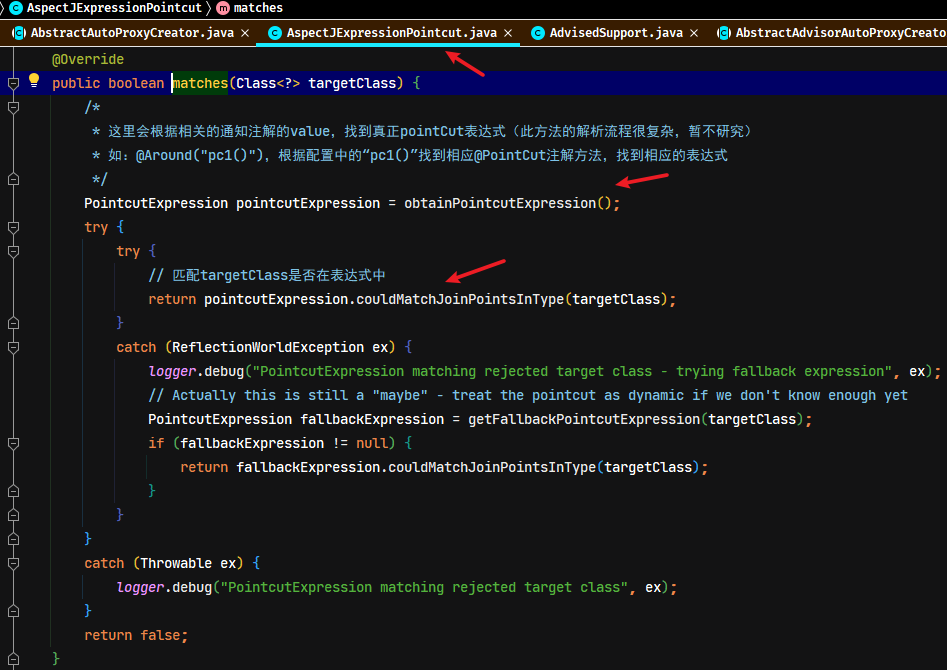 AspectJExpressionPointcut 〉 m matches
C AbstractAutoProxyCreator.java × C AspectJExpressionPointcut.java × C AdvisedSupport.java × C AbstractAdvisorAutoProxyCreato
@Override
public boolean matches(Class<?> targetClass) {
/*
* 这里会根据相关的通知注解的value，找到真正pointCut表达式（此方法的解析流程很复杂，暂不研究）
* 如：@Around("pc1()")，根据配置中的“pc1()”找到相应@PointCut注解方法，找到相应的表达式
*/
PointcutExpression pointcutExpression = obtainPointcutExpression();
try {
try {
// 匹配targetClass是否在表达式中
return pointcutExpression.couldMatchJoinPointsInType(targetClass);
}
catch (ReflectionWorldException ex) {
logger.debug("PointcutExpression matching rejected target class - trying fallback expression", ex);
// Actually this is still a "maybe" - treat the pointcut as dynamic if we don't know enough yet
PointcutExpression fallbackExpression = getFallbackPointcutExpression(targetClass);
if (fallbackExpression != null) {
return fallbackExpression.couldMatchJoinPointsInType(targetClass);
}
}
}
catch (Throwable ex) {
logger.debug("PointcutExpression matching rejected target class", ex);
}
return false;
}